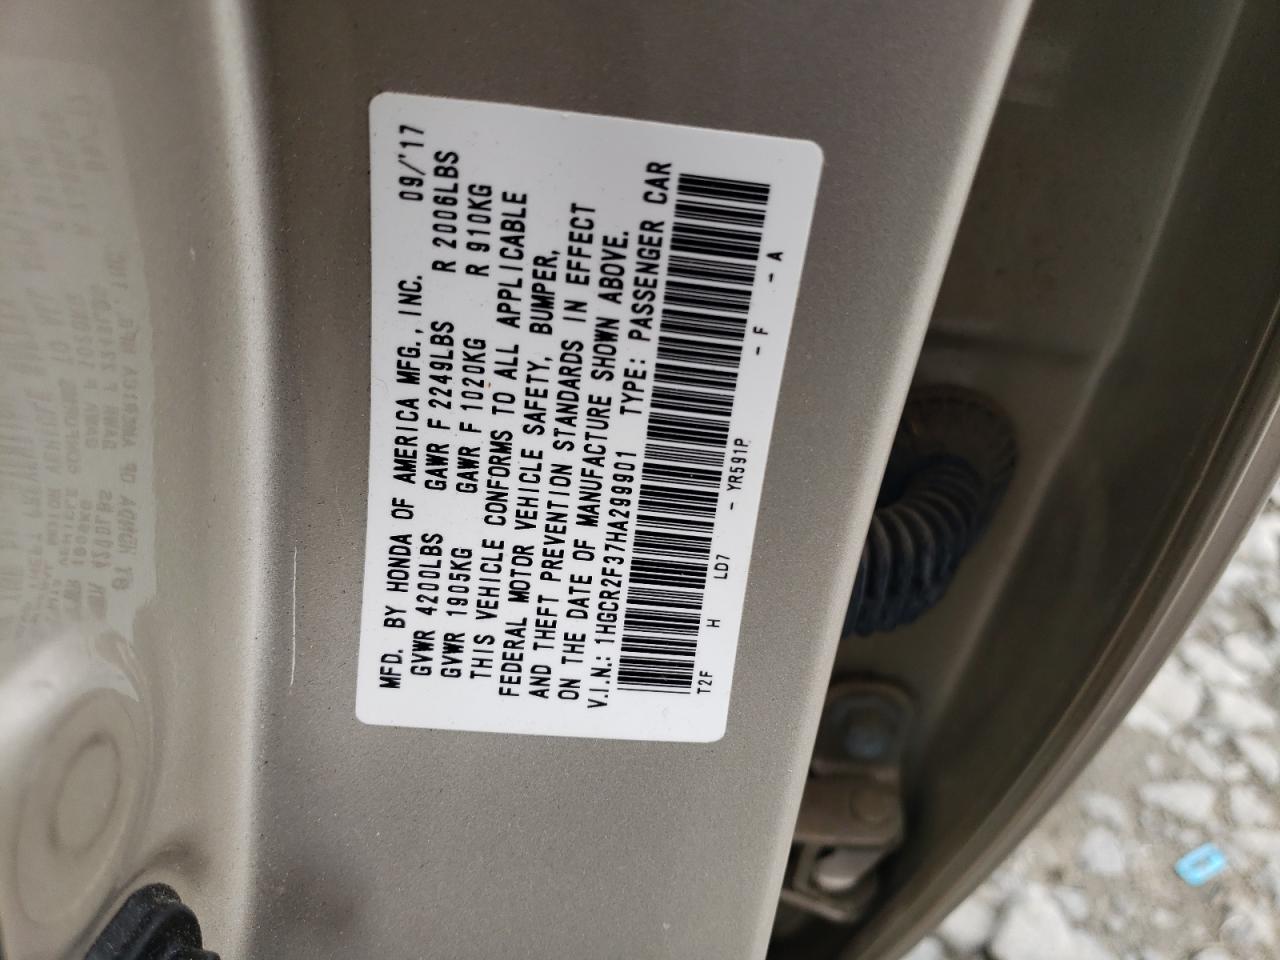 MFD. BY HONDA OF AMERICA MFG., INC. 09/'17
GVWR 4200LBS GAWR F 2249LBS R 2006LBS
GVWR 1905KG GAWR F 1020KG R 910KG
THIS VEHICLE CONFORMS TO ALL APPLICABLE
FEDERAL MOTOR VEHICLE SAFETY, BUMPER,
AND THEFT PREVENTION STANDARDS IN EFFECT
ON THE DATE OF MANUFACTURE SHOWN ABOVE.
V.I.N.: 1HGCR2F37HA299901 TYPE: PASSENGER CAR
T2F H LD7 - YR591P - F - A